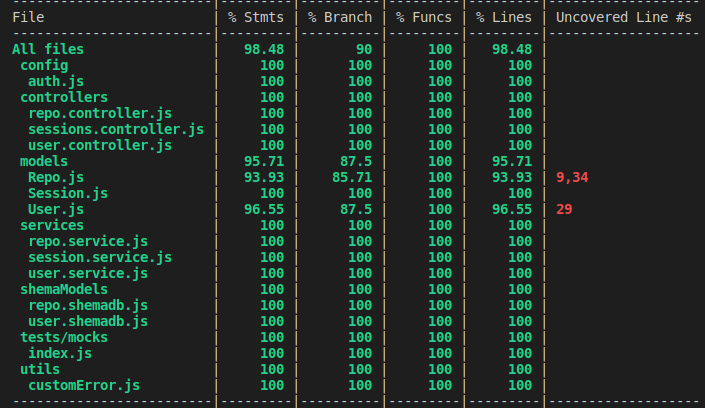 File | % Stmts | % Branch | % Funcs | % Lines | Uncovered Line #s
All files | 98.48 | 90 | 100 | 98.48 |
config | 100 | 100 | 100 | 100 |
auth.js | 100 | 100 | 100 | 100 |
controllers | 100 | 100 | 100 | 100 |
repo.controller.js | 100 | 100 | 100 | 100 |
sessions.controller.js | 100 | 100 | 100 | 100 |
user.controller.js | 100 | 100 | 100 | 100 |
models | 95.71 | 87.5 | 100 | 95.71 |
Repo.js | 93.93 | 85.71 | 100 | 93.93 | 9,34
Session.js | 100 | 100 | 100 | 100 |
User.js | 96.55 | 87.5 | 100 | 96.55 | 29
services | 100 | 100 | 100 | 100 |
repo.service.js | 100 | 100 | 100 | 100 |
session.service.js | 100 | 100 | 100 | 100 |
user.service.js | 100 | 100 | 100 | 100 |
shemaModels | 100 | 100 | 100 | 100 |
repo.shemadb.js | 100 | 100 | 100 | 100 |
user.shemadb.js | 100 | 100 | 100 | 100 |
tests/mocks | 100 | 100 | 100 | 100 |
index.js | 100 | 100 | 100 | 100 |
utils | 100 | 100 | 100 | 100 |
customError.js | 100 | 100 | 100 | 100 |